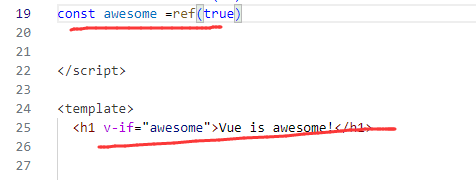 19 const awesome =ref(true)
20
21
22 </script>
23
24 <template>
25 <h1 v-if="awesome">Vue is awesome!</h1>
26
27